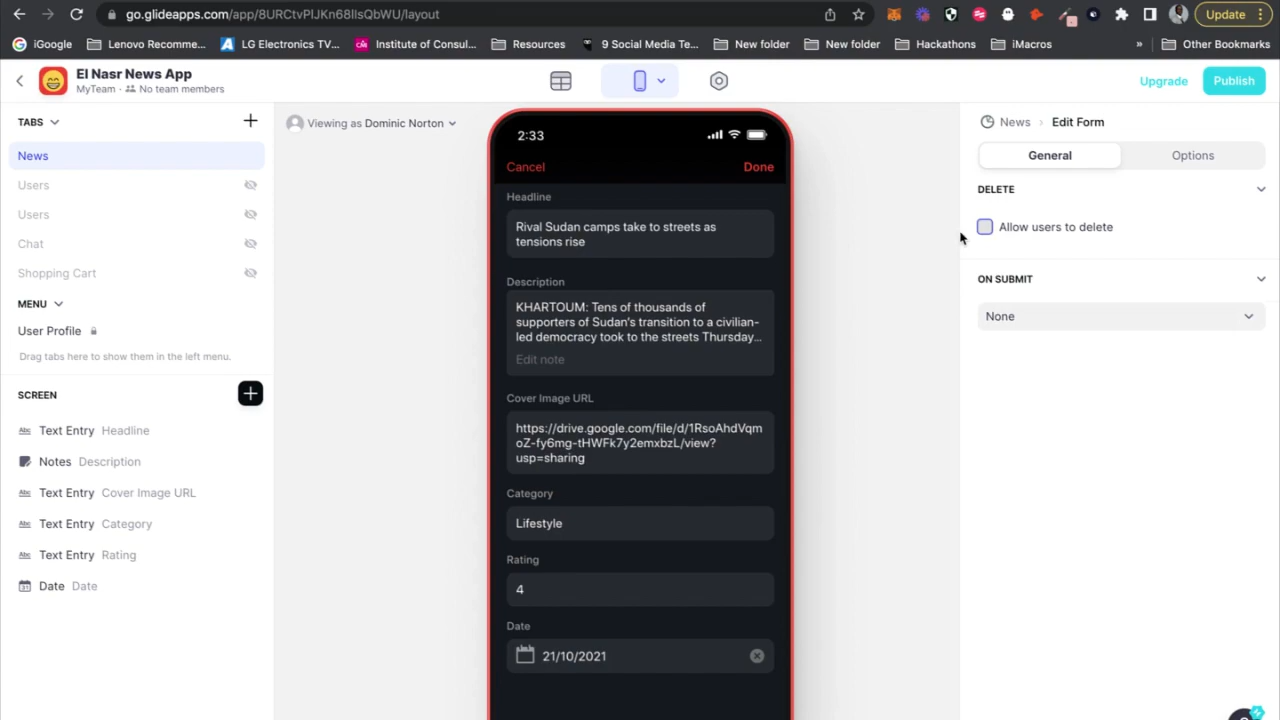 go.glideapps.com/app/8URCtvPIJKn68IlsQbWU/layout
Update
iGoogle
Lenovo Recomme...
LG Electronics TV...
Institute of Consul...
Resources
9 Social Media Te...
New folder
New folder
Hackathons
iMacros
»
Other Bookmarks
El Nasr News App
MyTeam · No team members
Upgrade
Publish
TABS
News
Users
Users
Chat
Shopping Cart
MENU
User Profile
Drag tabs here to show them in the left menu.
SCREEN
Abc Text Entry Headline
Notes Description
Abc Text Entry Cover Image URL
Abc Text Entry Category
Abc Text Entry Rating
Date Date
Viewing as Dominic Norton
2:33
Cancel
Done
Headline
Rival Sudan camps take to streets as
tensions rise
Description
KHARTOUM: Tens of thousands of
supporters of Sudan's transition to a civilian-
led democracy took to the streets Thursday...
Edit note
Cover Image URL
https://drive.google.com/file/d/1RsoAhdVqm
oZ-fy6mg-tHWFk7y2emxbzL/view?
usp=sharing
Category
Lifestyle
Rating
4
Date
21/10/2021
News › Edit Form
General
Options
DELETE
Allow users to delete
ON SUBMIT
None